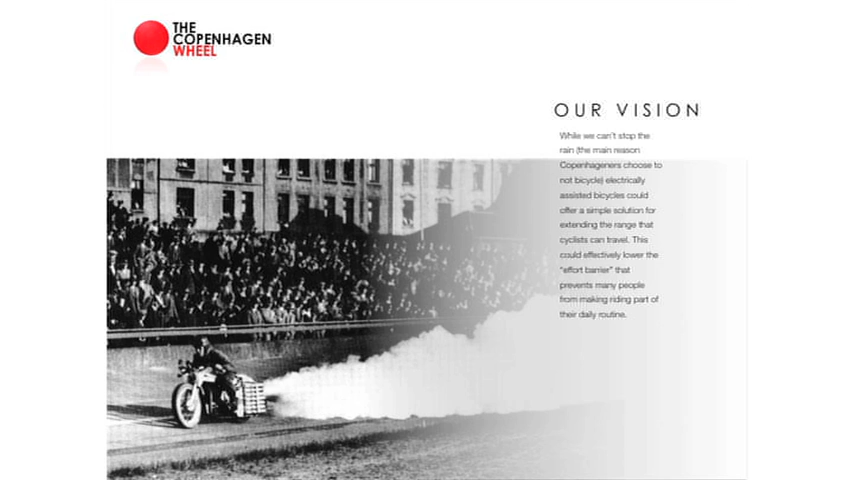 THE
COPENHAGEN
WHEEL
OUR VISION
While we can't stop the
rain (the main reason
Copenhageners choose to
not bicycle) electrically
assisted bicycles could
offer a simple solution for
extending the range that
cyclists can travel. This
could effectively lower the
"effort barrier" that
prevents many people
from making riding part of
their daily routine.